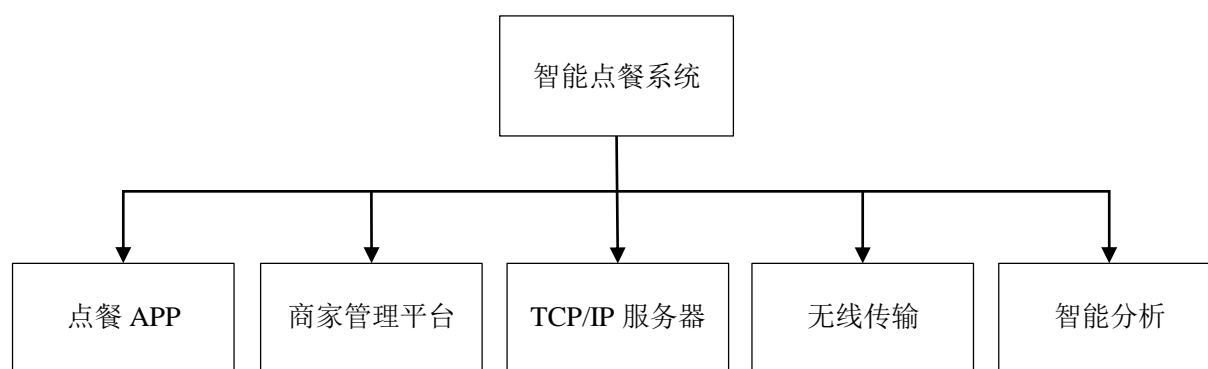 智能点餐系统
点餐 APP
商家管理平台
TCP/IP 服务器
无线传输
智能分析